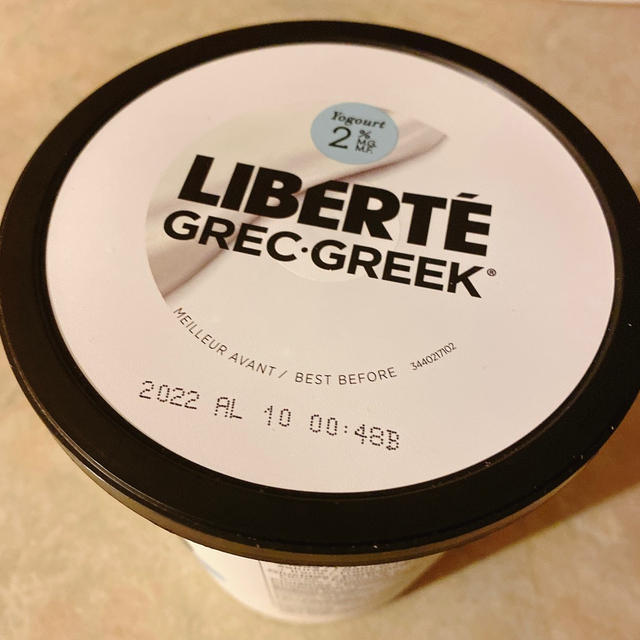 Yogourt
2 %
M.G.
M.F.
LIBERTÉ
GREC·GREEK®
MEILLEUR AVANT / BEST BEFORE 3440217102
2022 AL 10 00:48B